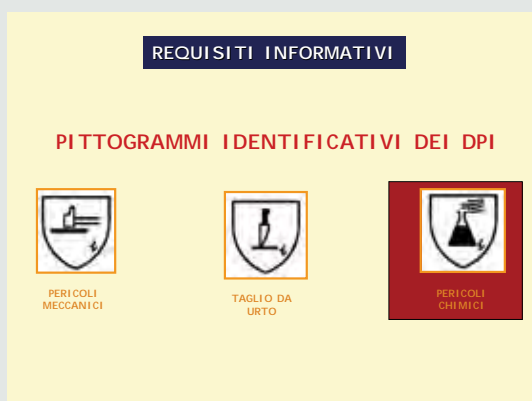 REQUISITI INFORMATIVI
PITTOGRAMMI IDENTIFICATIVI DEI DPI
PERICOLI
MECCANICI
TAGLIO DA
URTO
PERICOLI
CHIMICI